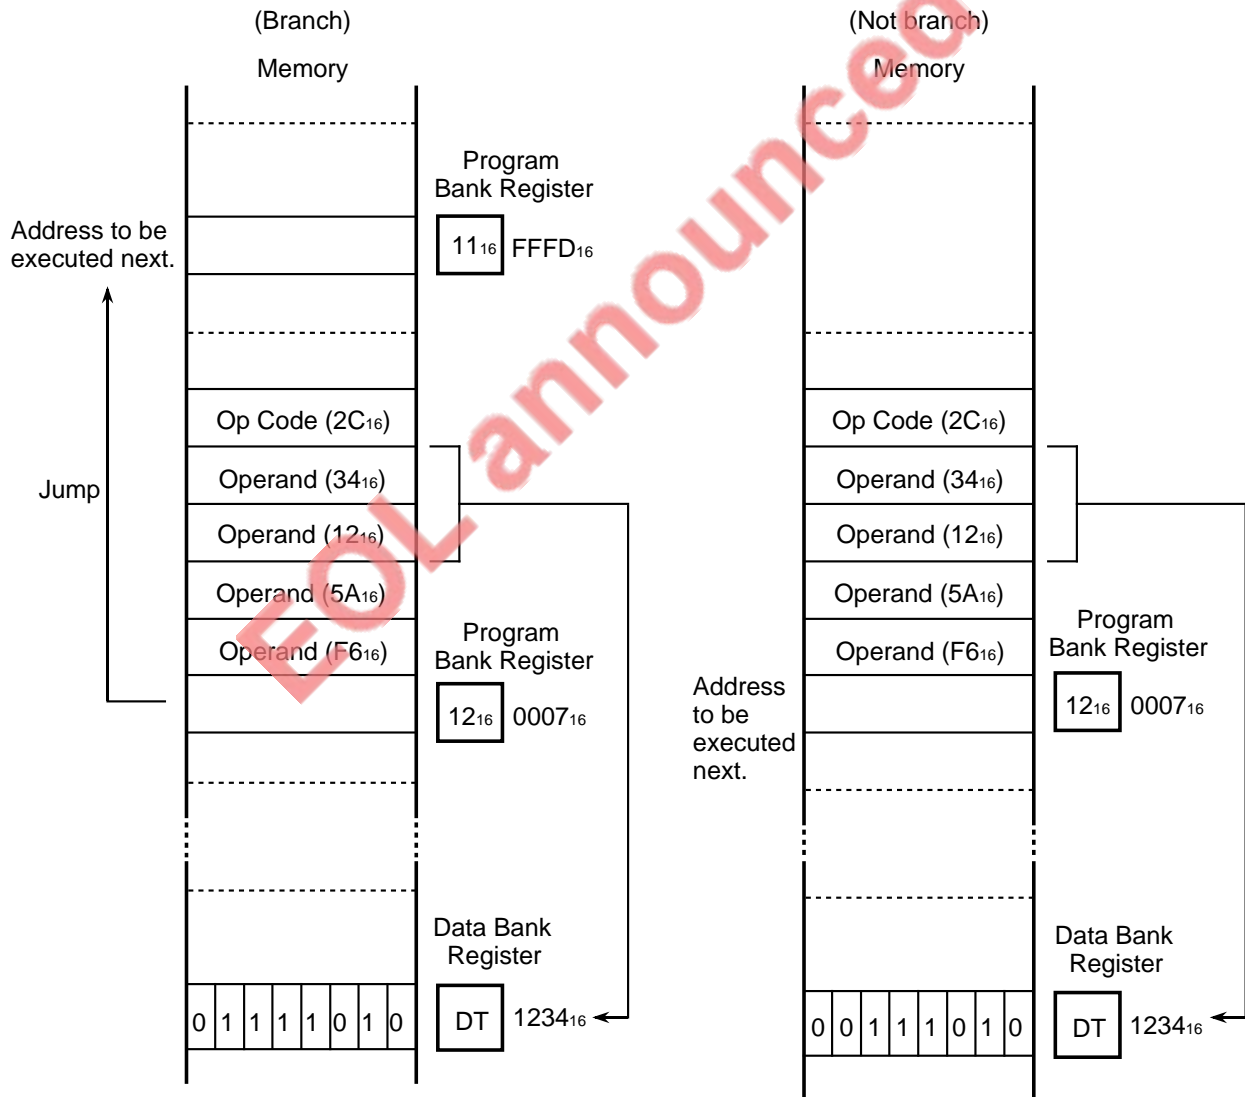 (Branch)
Memory
Program
Bank Register
11₁₆ FFFD₁₆
Address to be
executed next.
Op Code (2C₁₆)
Operand (34₁₆)
Jump
Operand (12₁₆)
Operand (5A₁₆)
Operand (F6₁₆)
Program
Bank Register
12₁₆ 0007₁₆
Data Bank
Register
0 1 1 1 1 0 1 0
DT 1234₁₆
(Not branch)
Memory
Op Code (2C₁₆)
Operand (34₁₆)
Operand (12₁₆)
Operand (5A₁₆)
Operand (F6₁₆)
Program
Bank Register
12₁₆ 0007₁₆
Address
to be
executed
next.
Data Bank
Register
0 0 1 1 1 0 1 0
DT 1234₁₆
EOL announced